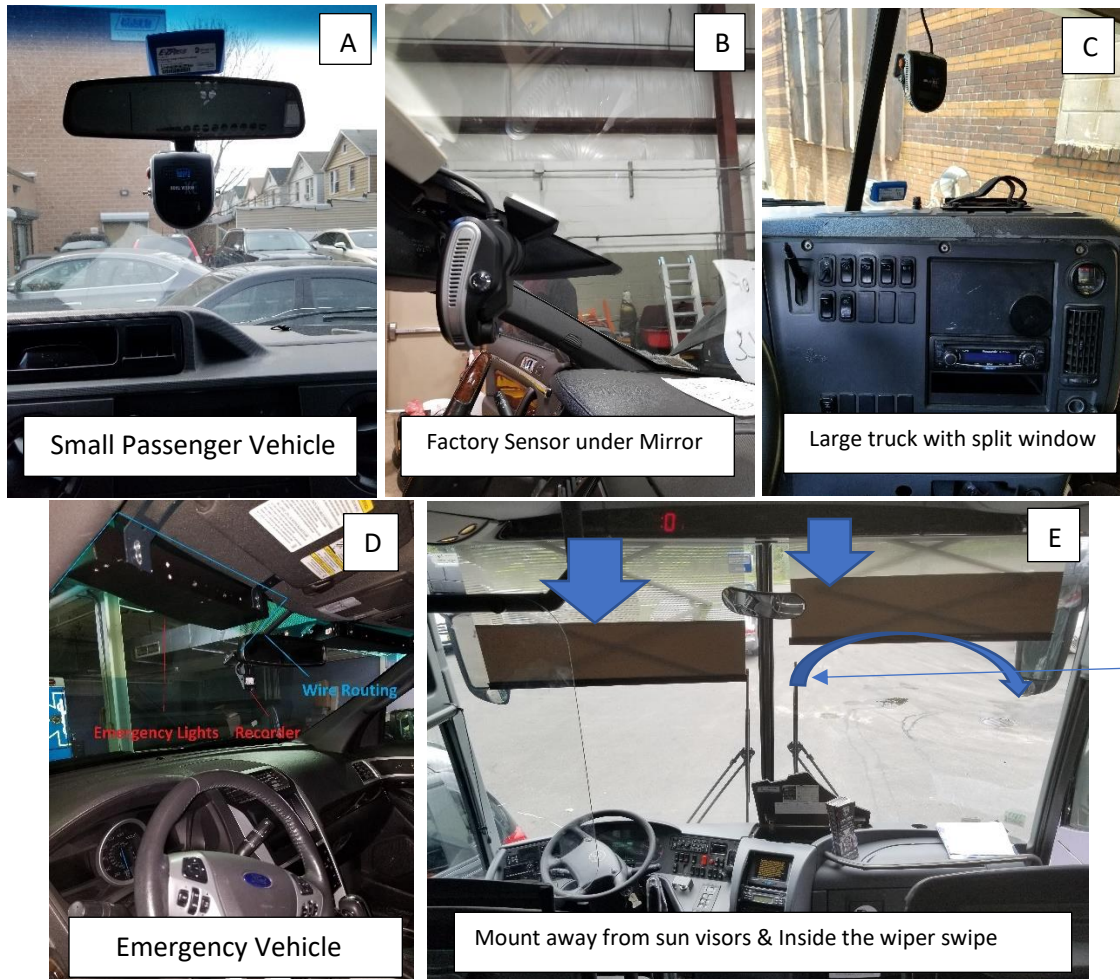 A
E-ZPass
Small Passenger Vehicle
B
Factory Sensor under Mirror
C
Large truck with split window
D
Wire Routing
Emergency Lights Recorder
Emergency Vehicle
E
Mount away from sun visors & Inside the wiper swipe